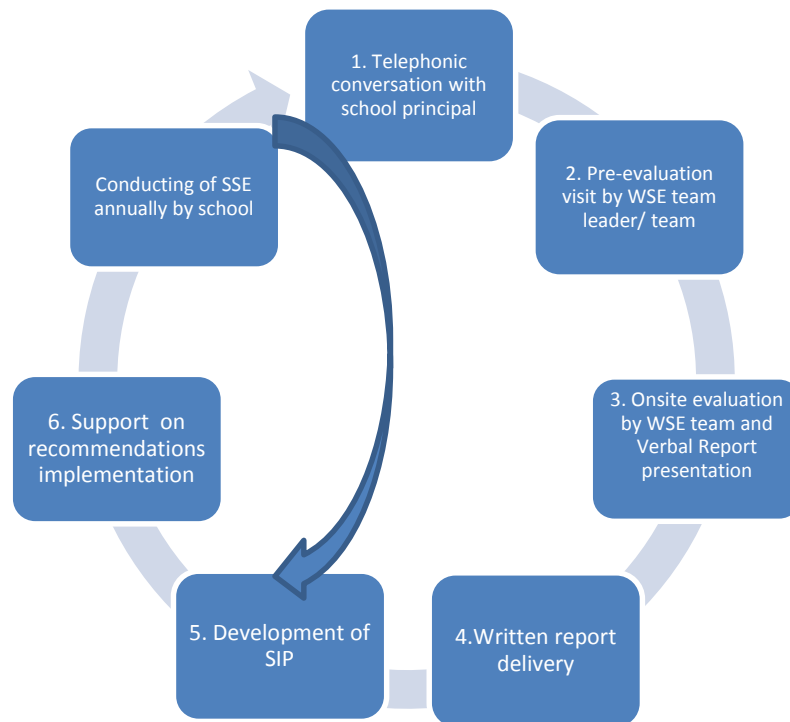 1. Telephonic
conversation with
school principal
2. Pre-evaluation
visit by WSE team
leader/ team
3. Onsite evaluation
by WSE team and
Verbal Report
presentation
4.Written report
delivery
5. Development of
SIP
6. Support on
recommendations
implementation
Conducting of SSE
annually by school